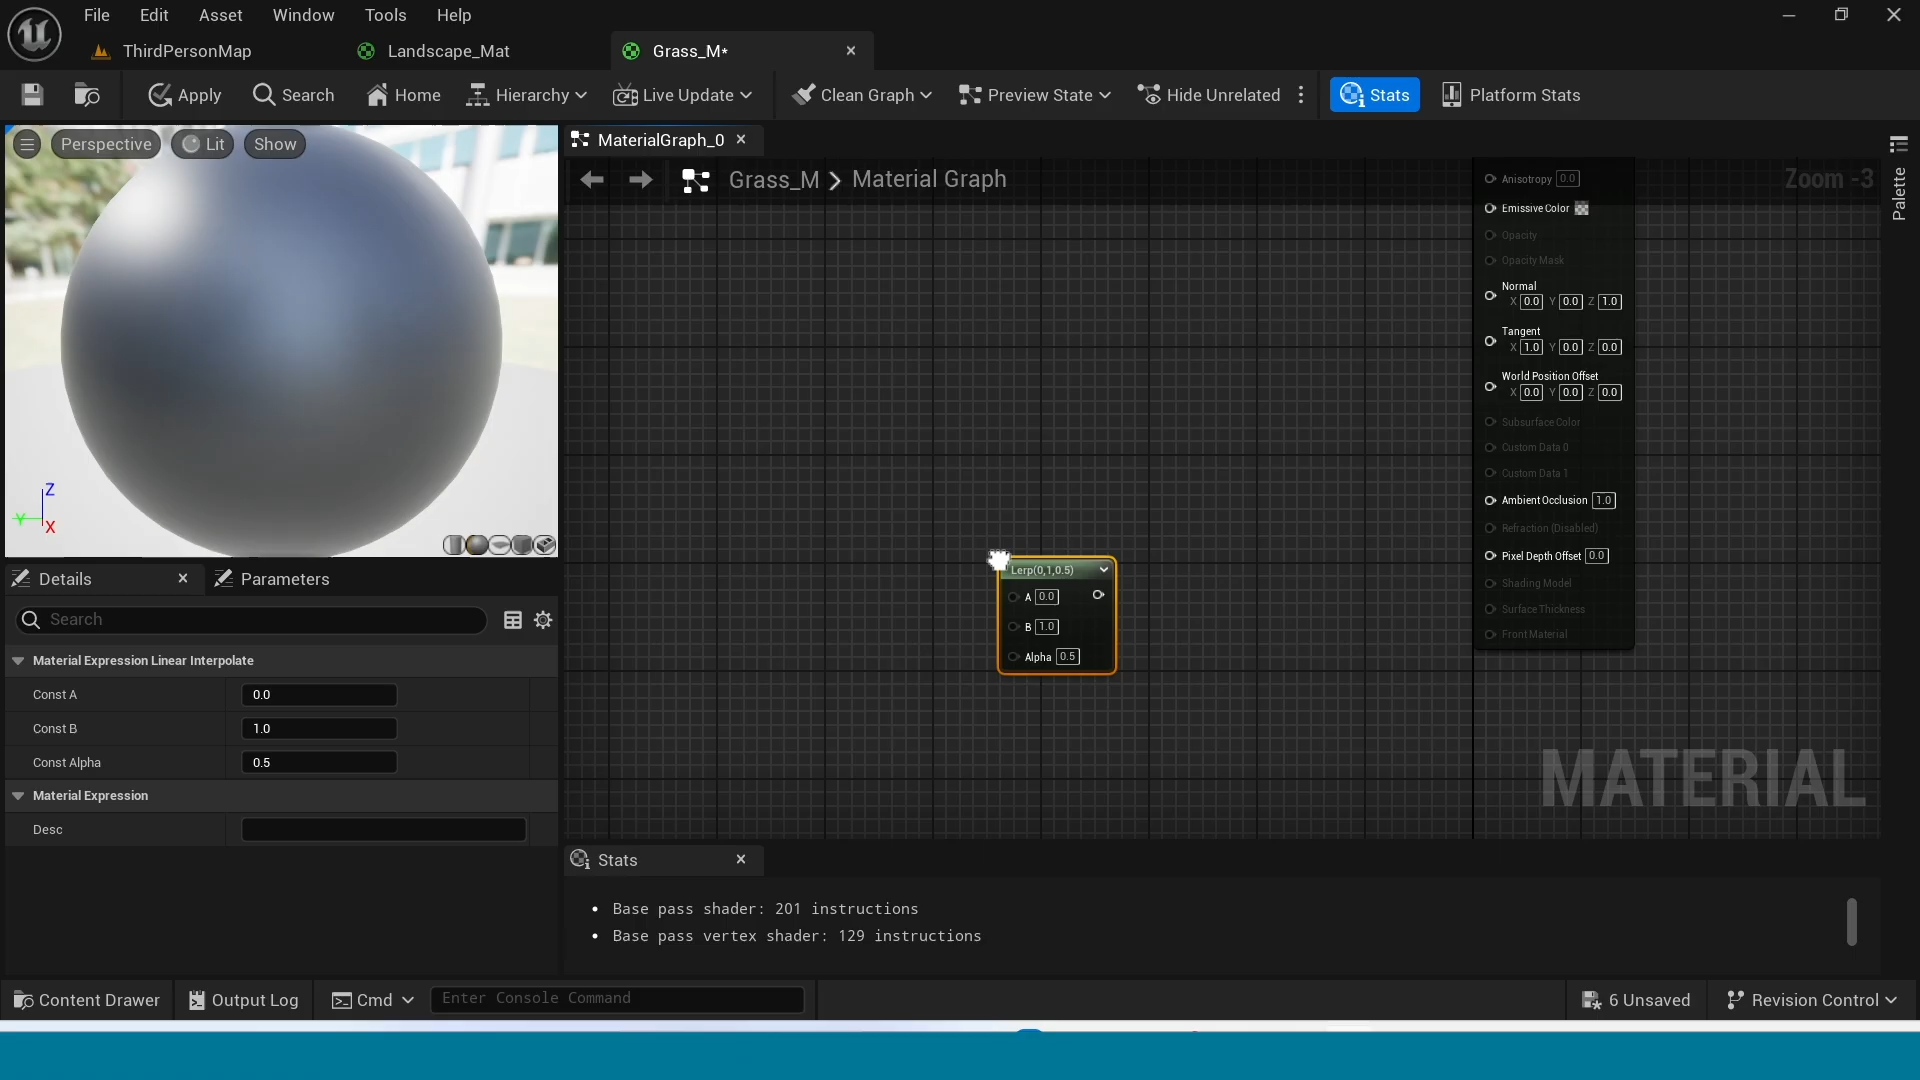 File Edit Asset Window Tools Help
ThirdPersonMap Landscape_Mat Grass_M*
Apply Search Home Hierarchy Live Update Clean Graph Preview State Hide Unrelated Stats Platform Stats
Perspective Lit Show
Z
Y
X
MaterialGraph_0
Grass_M > Material Graph
Zoom -3
Palette
Anisotropy 0.0
Emissive Color
Opacity
Opacity Mask
Normal
X 0.0 Y 0.0 Z 1.0
Tangent
X 1.0 Y 0.0 Z 0.0
World Position Offset
X 0.0 Y 0.0 Z 0.0
Subsurface Color
Custom Data 0
Custom Data 1
Ambient Occlusion 1.0
Refraction (Disabled)
Pixel Depth Offset 0.0
Shading Model
Surface Thickness
Front Material
Lerp(0,1,0.5)
A 0.0
B 1.0
Alpha 0.5
MATERIAL
Details Parameters
Search
Material Expression Linear Interpolate
Const A 0.0
Const B 1.0
Const Alpha 0.5
Material Expression
Desc
Stats
• Base pass shader: 201 instructions
• Base pass vertex shader: 129 instructions
Content Drawer Output Log Cmd Enter Console Command 6 Unsaved Revision Control